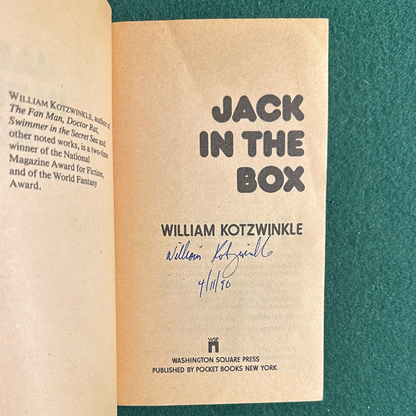 WILLIAM KOTZWINKLE, author of
The Fan Man, Doctor Rat,
Swimmer in the Secret Sea and
other noted works, is a two-time
winner of the National
Magazine Award for Fiction,
and of the World Fantasy
Award.
JACK
IN THE
BOX
WILLIAM KOTZWINKLE
William Kotzwinkle
4/11/90
WSP
WASHINGTON SQUARE PRESS
PUBLISHED BY POCKET BOOKS NEW YORK